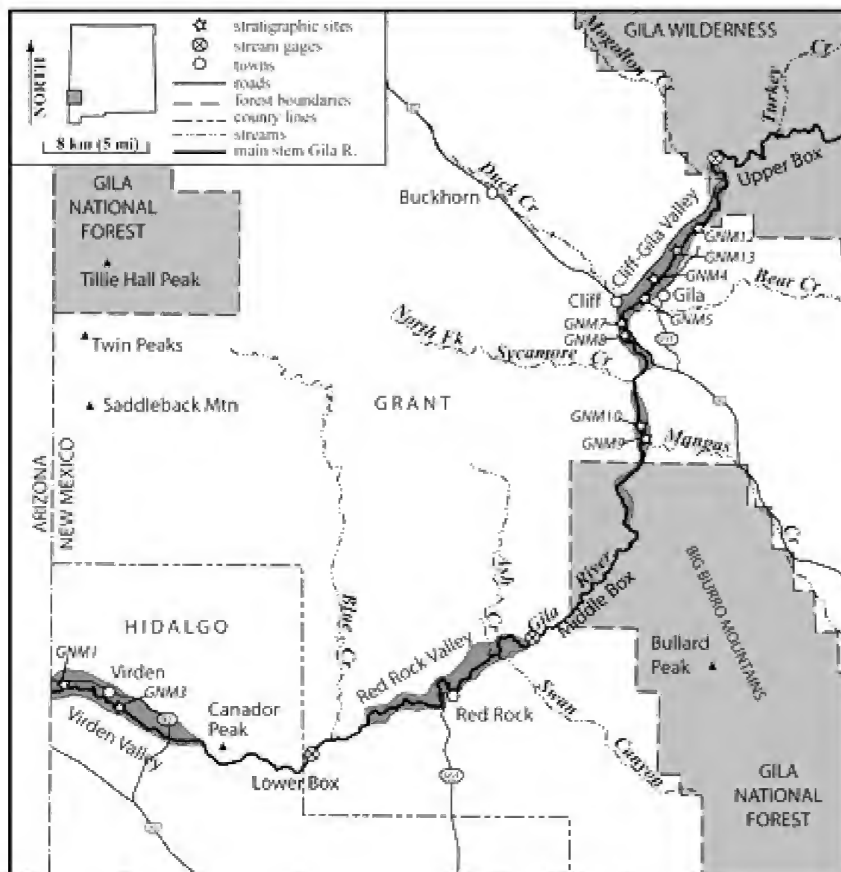 NORTH
8 km (5 mi)
stratigraphic sites
stream gages
towns
roads
forest boundaries
county lines
streams
main stem Gila R.
GILA WILDERNESS
Mogollon Cr.
Turkey
Cr.
Upper Box
GILA
NATIONAL
FOREST
Tillie Hall Peak
Buckhorn
Duck Cr.
Cliff-Gila Valley
GNM12
GNM13
GNM4
Bear Cr.
Cliff
Gila
GNM5
GNM7
GNM8
Twin Peaks
North Fk.
Sycamore Cr.
Saddleback Mtn
GRANT
GNM10
GNM9
Mangas
Cr.
ARIZONA
NEW MEXICO
Blue Cr.
Ash
Cr.
Gila
River
Middle Box
BIG BURRO MOUNTAINS
Bullard
Peak
HIDALGO
GNM1
Virden
GNM3
Virden Valley
Canador
Peak
Red Rock Valley
Red Rock
Swan
Canyon
Lower Box
GILA
NATIONAL
FOREST